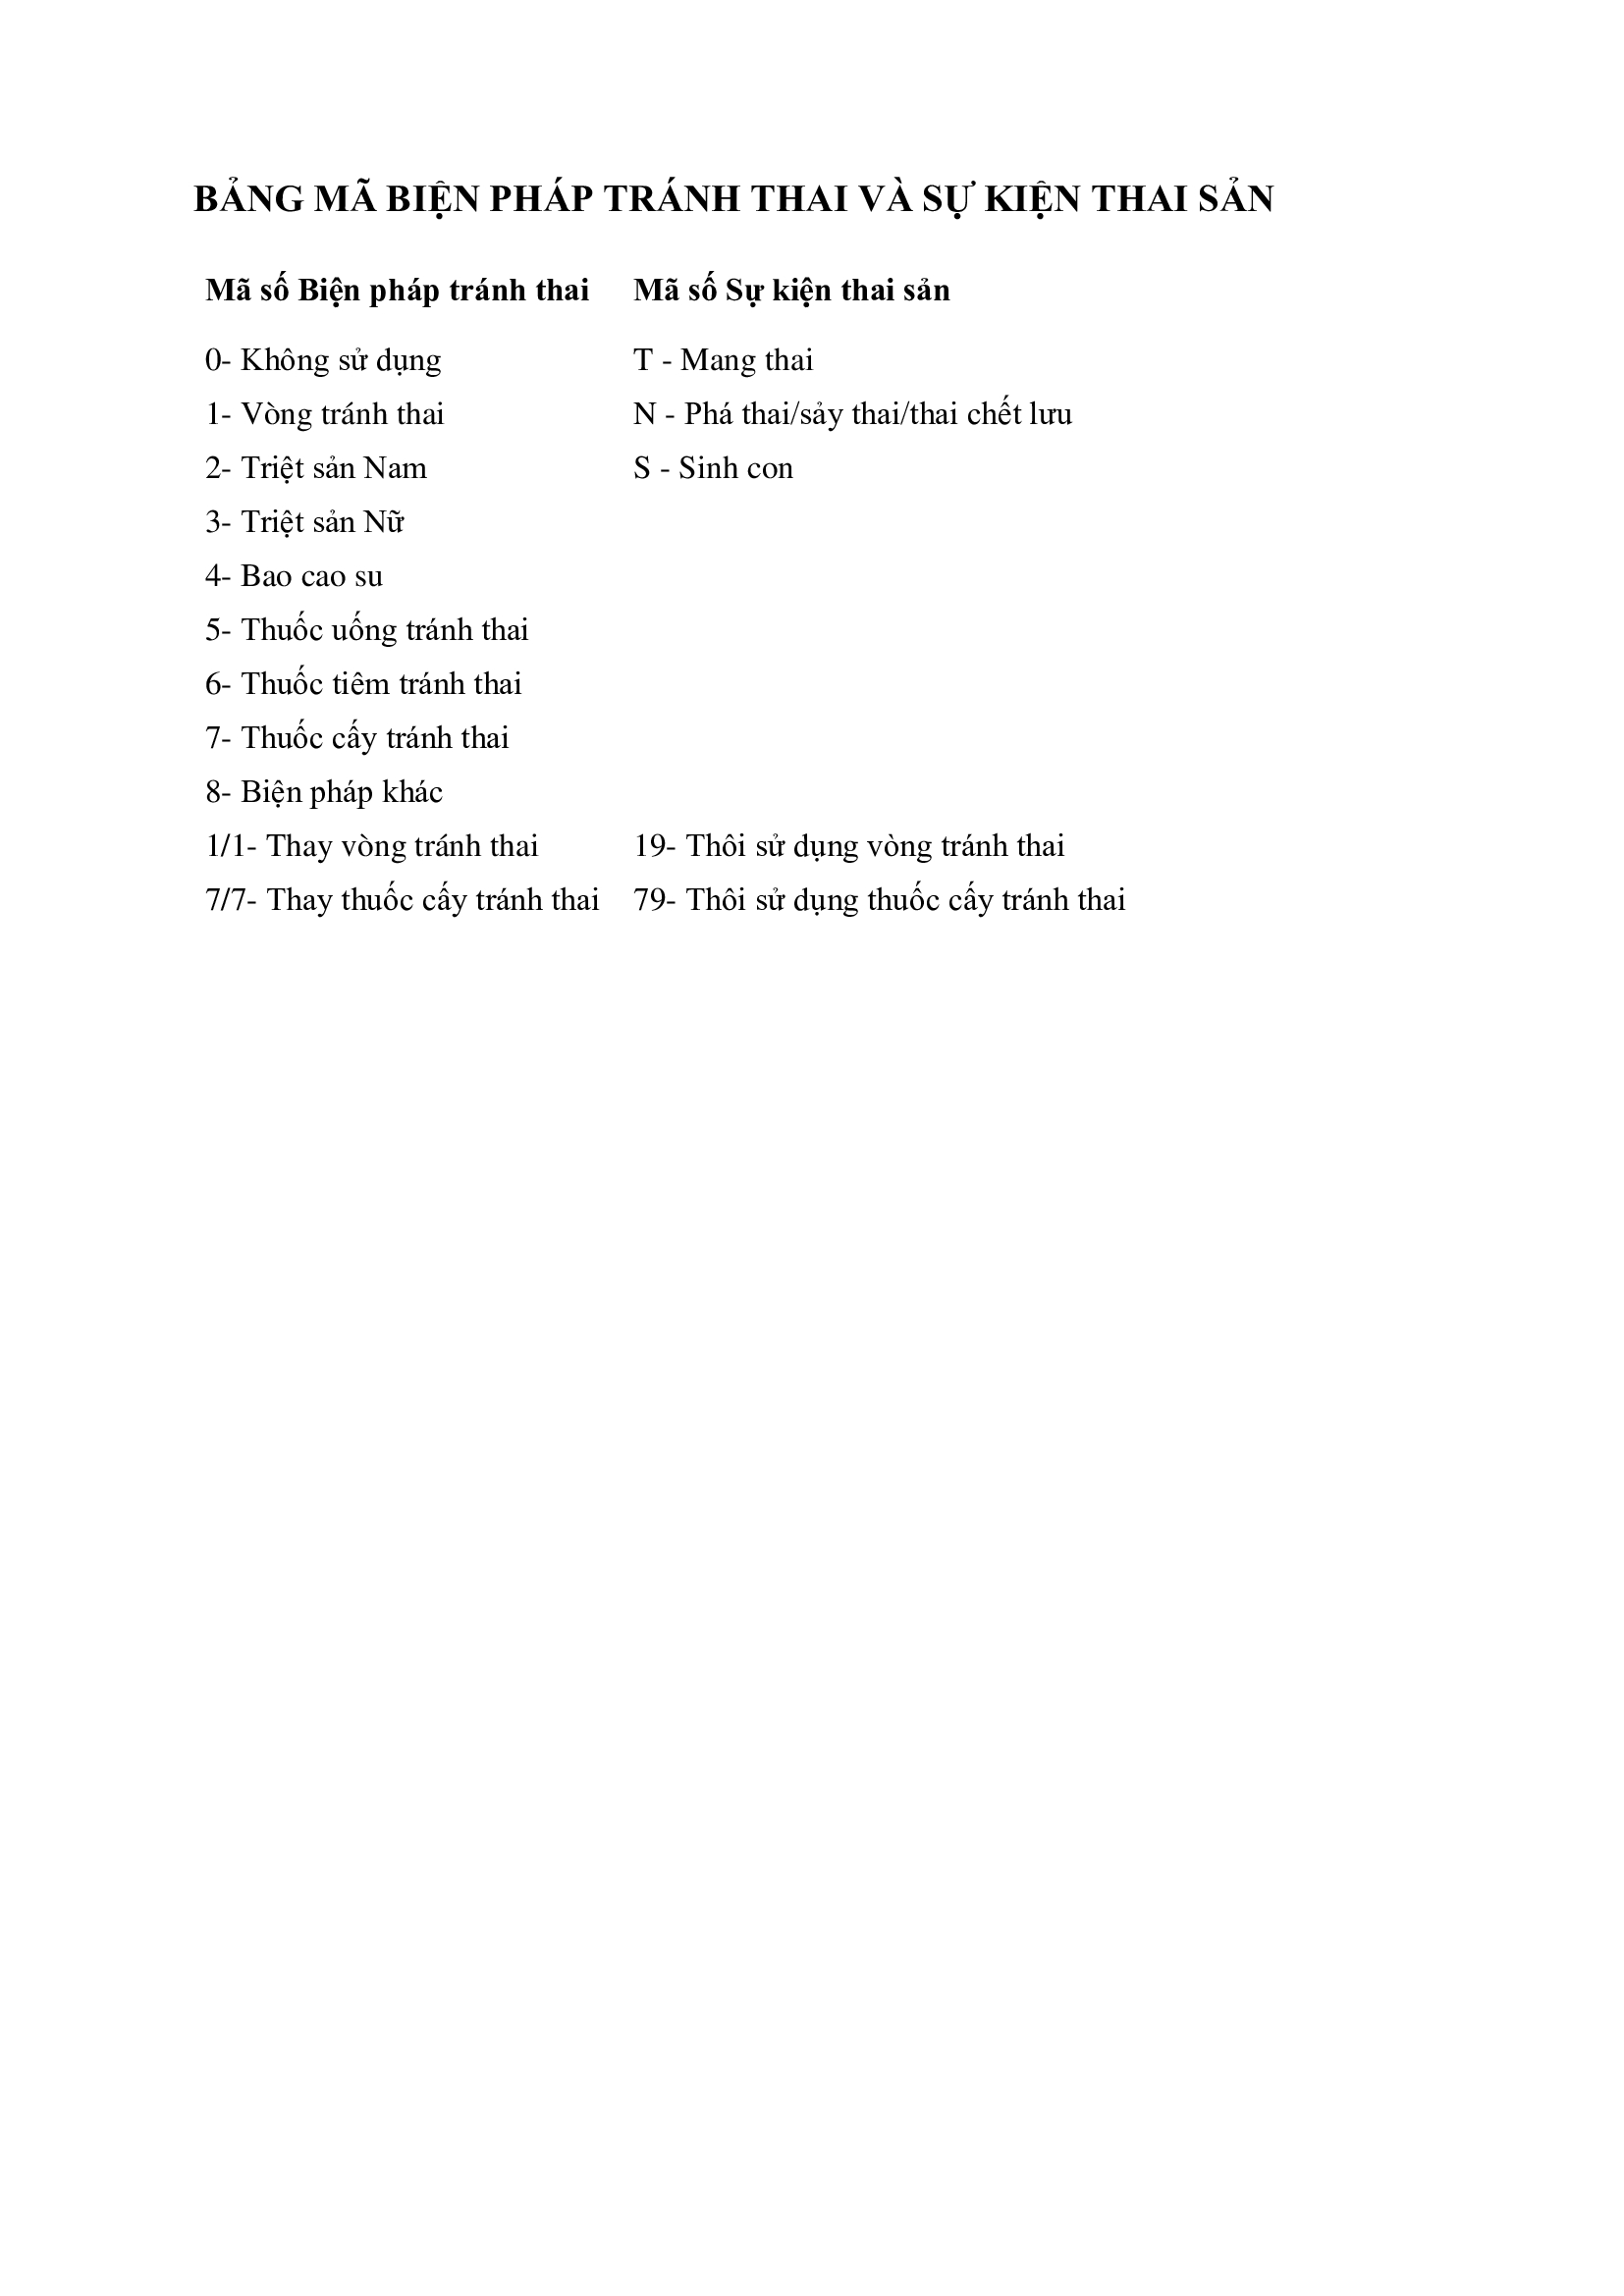 BẢNG MÃ BIỆN PHÁP TRÁNH THAI VÀ SỰ KIỆN THAI SẢN
Mã số Biện pháp tránh thai Mã số Sự kiện thai sản
0- Không sử dụng T - Mang thai
1- Vòng tránh thai N - Phá thai/sảy thai/thai chết lưu
2- Triệt sản Nam S - Sinh con
3- Triệt sản Nữ
4- Bao cao su
5- Thuốc uống tránh thai
6- Thuốc tiêm tránh thai
7- Thuốc cấy tránh thai
8- Biện pháp khác
1/1- Thay vòng tránh thai 19- Thôi sử dụng vòng tránh thai
7/7- Thay thuốc cấy tránh thai 79- Thôi sử dụng thuốc cấy tránh thai